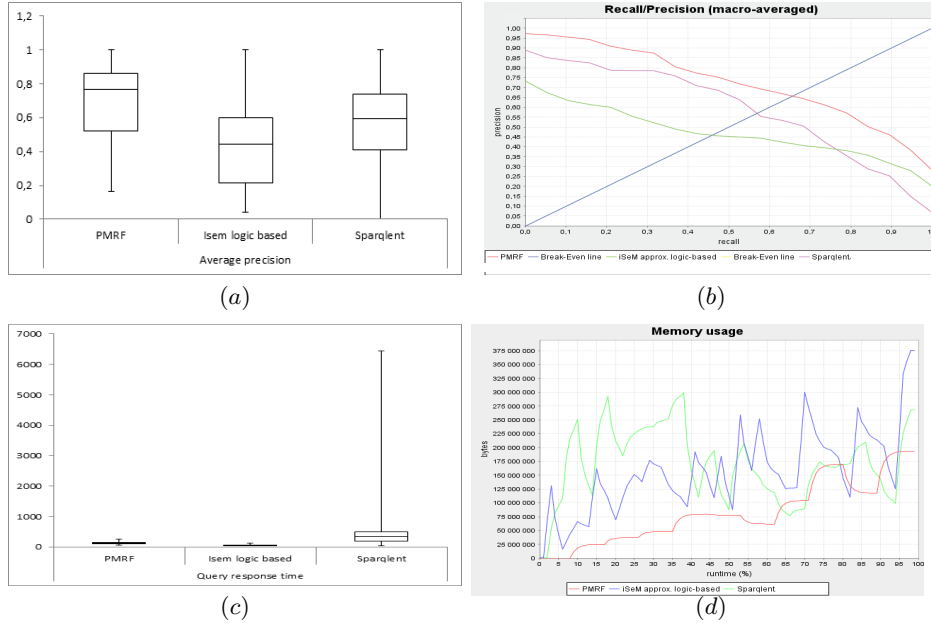 1,2
1
0,8
0,6
0,4
0,2
0
PMRF Isem logic based Sparqlent
Average precision
(a)
Recall/Precision (macro-averaged)
precision
1,00
0,95
0,90
0,85
0,80
0,75
0,70
0,65
0,60
0,55
0,50
0,45
0,40
0,35
0,30
0,25
0,20
0,15
0,10
0,05
0,00
0,0 0,1 0,2 0,3 0,4 0,5 0,6 0,7 0,8 0,9 1,0
recall
PMRF Break-Even line iSeM approx. logic-based Break-Even line Sparqlent
(b)
7000
6000
5000
4000
3000
2000
1000
0
PMRF Isem logic based Sparqlent
Query response time
(c)
Memory usage
bytes
375 000 000
350 000 000
325 000 000
300 000 000
275 000 000
250 000 000
225 000 000
200 000 000
175 000 000
150 000 000
125 000 000
100 000 000
75 000 000
50 000 000
25 000 000
0
0 5 10 15 20 25 30 35 40 45 50 55 60 65 70 75 80 85 90 95 100
runtime (%)
PMRF iSeM approx. logic-based Sparqlent
(d)